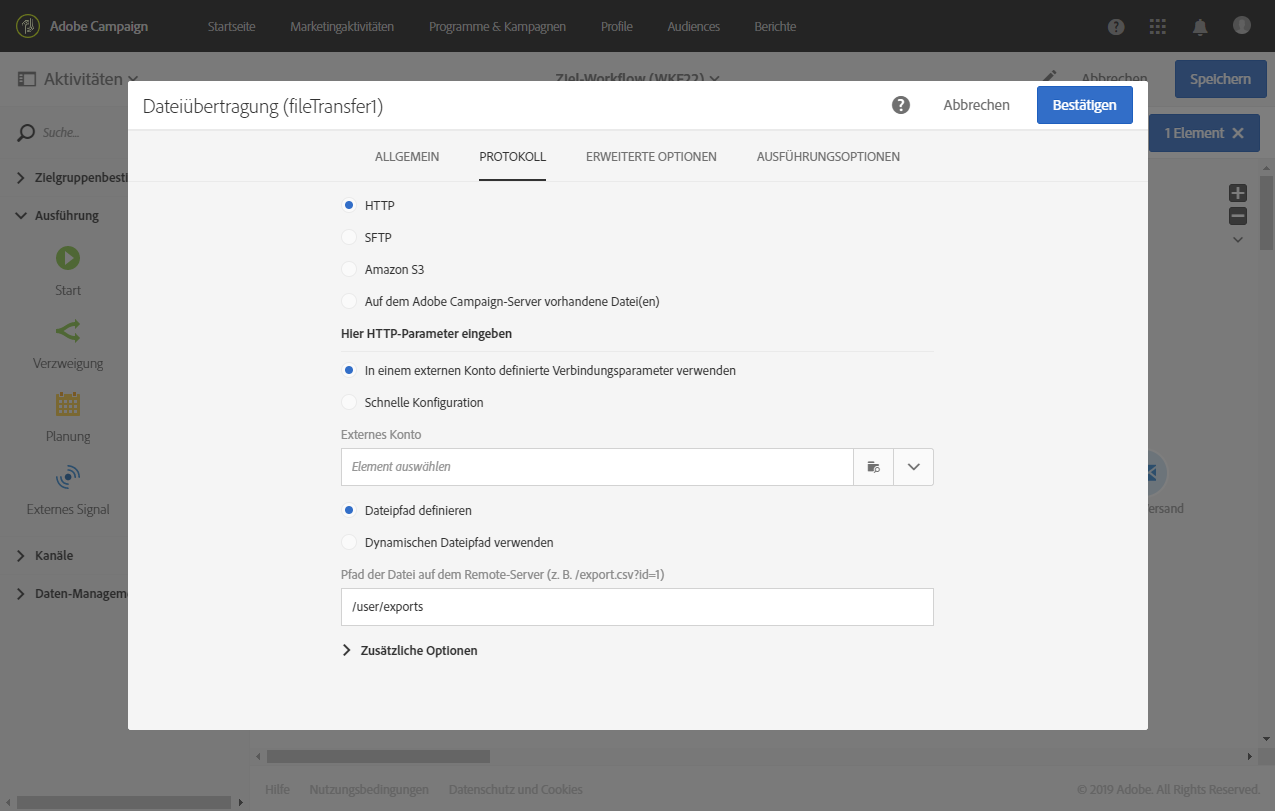 Adobe Campaign
Startseite
Marketingaktivitäten
Programme & Kampagnen
Profile
Audiences
Berichte
Aktivitäten
Ziel-Workflow (WKF22)
Abbrechen
Speichern
Dateiübertragung (fileTransfer1)
Abbrechen
Bestätigen
Suche...
1 Element
ALLGEMEIN
PROTOKOLL
ERWEITERTE OPTIONEN
AUSFÜHRUNGSOPTIONEN
Zielgruppenbesti
Ausführung
Start
Verzweigung
Planung
Externes Signal
Kanäle
Daten-Managem
HTTP
SFTP
Amazon S3
Auf dem Adobe Campaign-Server vorhandene Datei(en)
Hier HTTP-Parameter eingeben
In einem externen Konto definierte Verbindungsparameter verwenden
Schnelle Konfiguration
Externes Konto
Element auswählen
Dateipfad definieren
Dynamischen Dateipfad verwenden
Pfad der Datei auf dem Remote-Server (z. B. /export.csv?id=1)
/user/exports
Zusätzliche Optionen
ersand
Hilfe
Nutzungsbedingungen
Datenschutz und Cookies
© 2019 Adobe. All Rights Reserved.